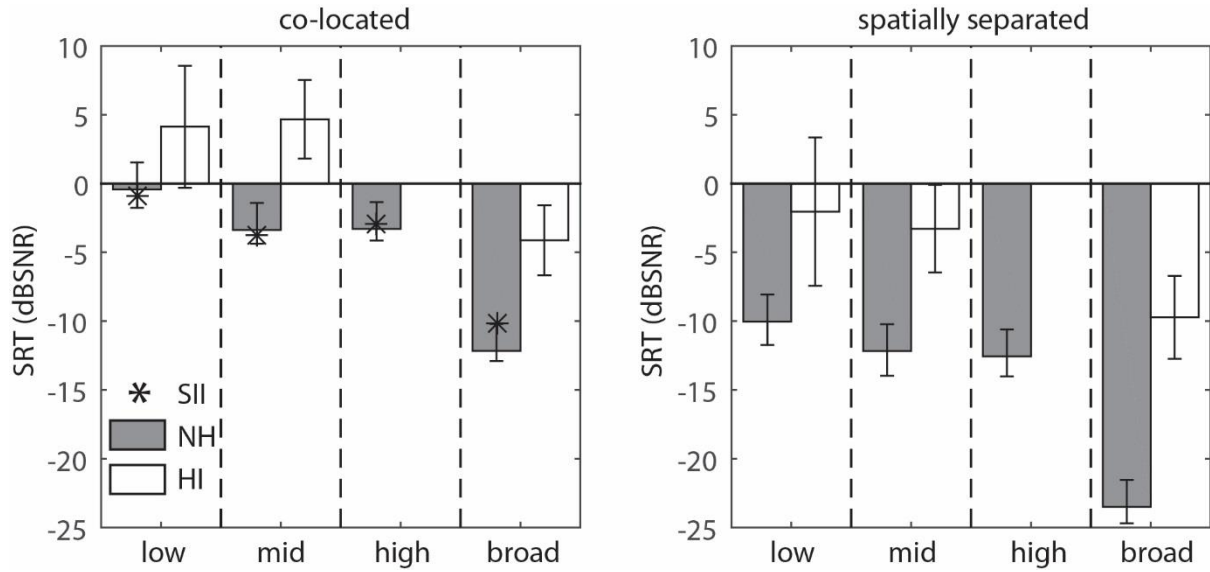 co-located
10
5
0
-5
-10
-15
-20
-25
SRT (dBSNR)
SII
NH
HI
low mid high broad
spatially separated
10
5
0
-5
-10
-15
-20
-25
SRT (dBSNR)
low mid high broad